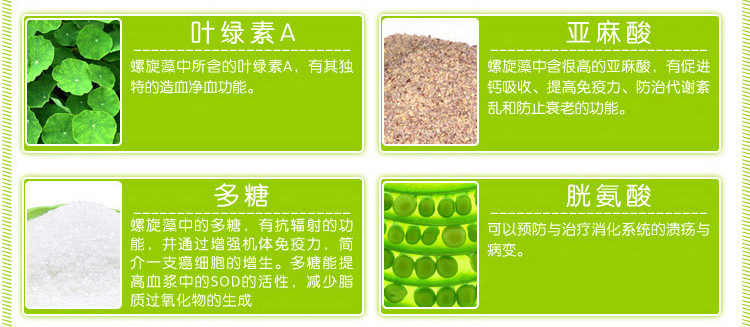 叶绿素A
螺旋藻中所含的叶绿素A，有其独
特的造血净血功能。
亚麻酸
螺旋藻中含很高的亚麻酸，有促进
钙吸收、提高免疫力、防治代谢紊
乱和防止衰老的功能。
多糖
螺旋藻中的多糖，有抗辐射的功
能，并通过增强机体免疫力，简
介一支癌细胞的增生。多糖能提
高血浆中的SOD的活性，减少脂
质过氧化物的生成
胱氨酸
可以预防与治疗消化系统的溃疡与
病变。